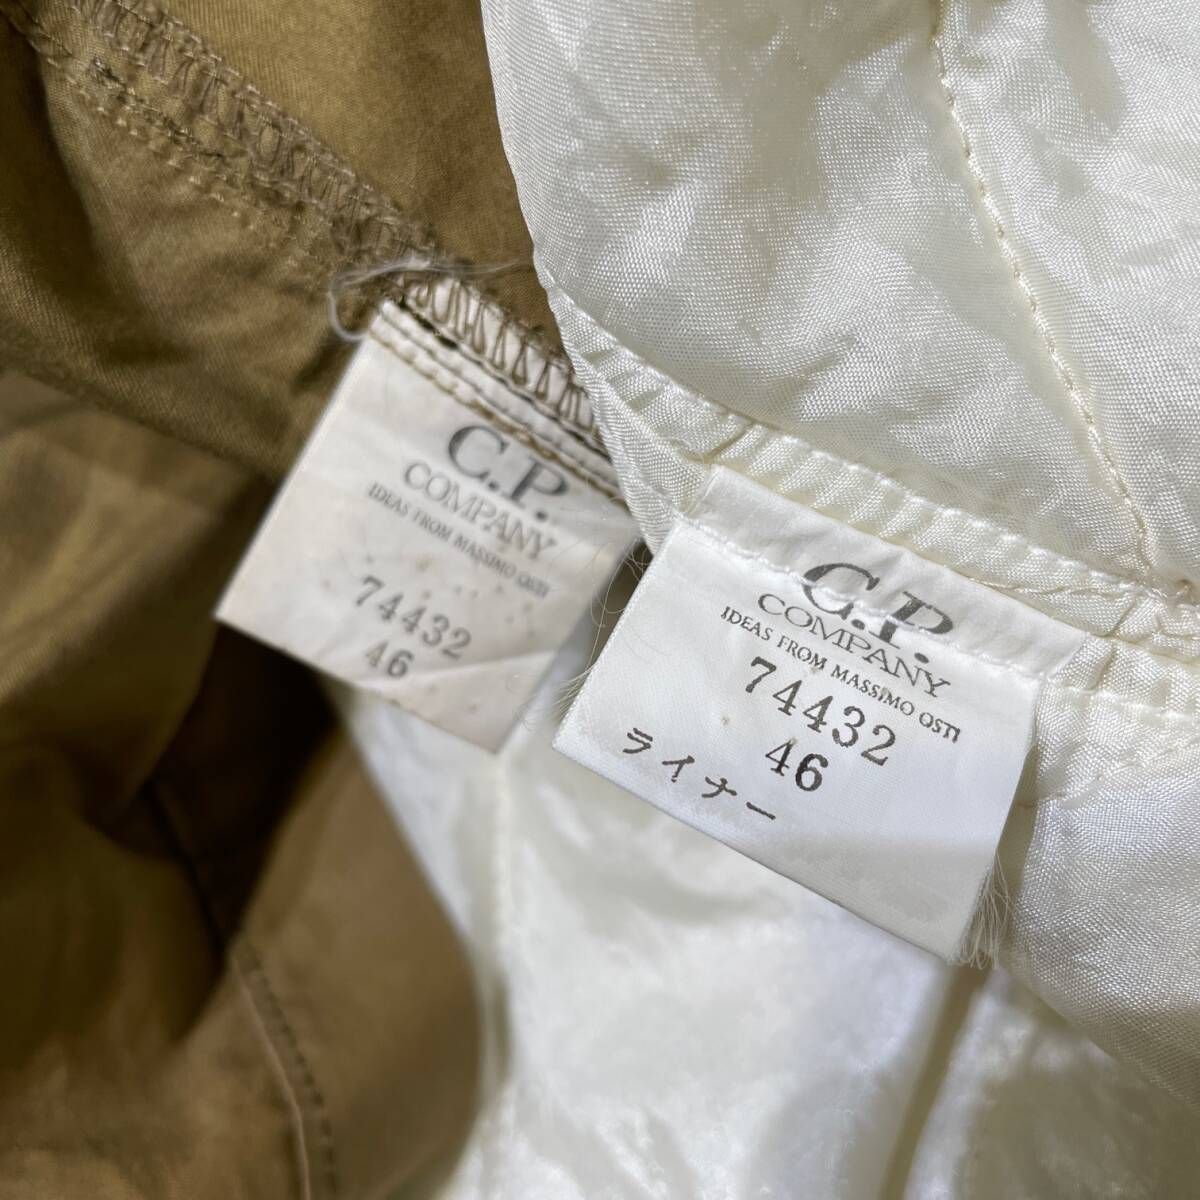 C.P.
COMPANY
IDEAS FROM MASSIMO OSTI
74432
46
C.P.
COMPANY
IDEAS FROM MASSIMO OSTI
74432
46
ライナー